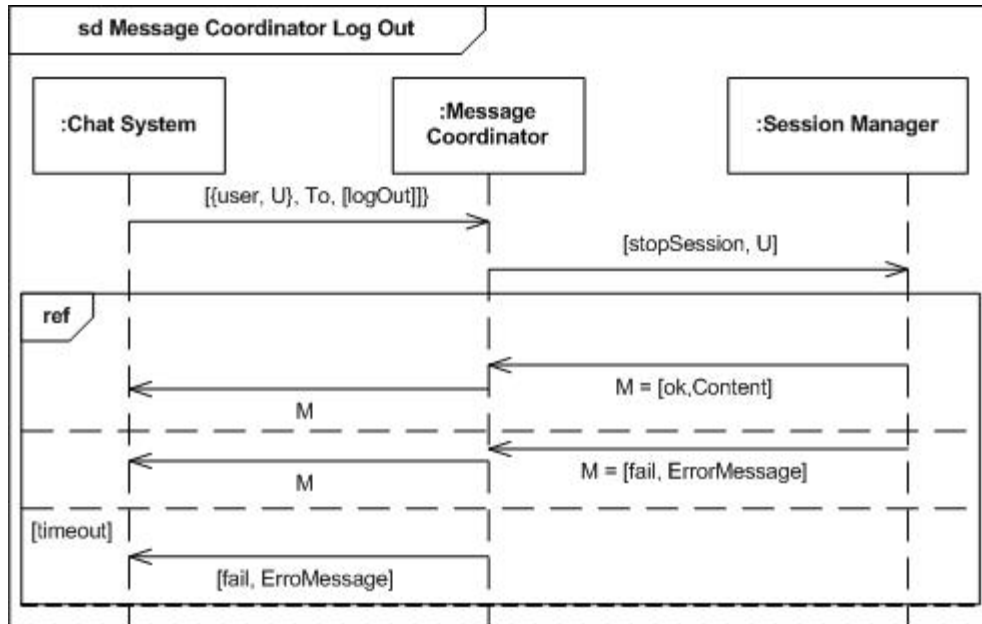 sd Message Coordinator Log Out
:Chat System
:Message
Coordinator
:Session Manager
[{user, U}, To, [logOut]]}
[stopSession, U]
ref
M = [ok,Content]
M
M = [fail, ErrorMessage]
M
[timeout]
[fail, ErroMessage]